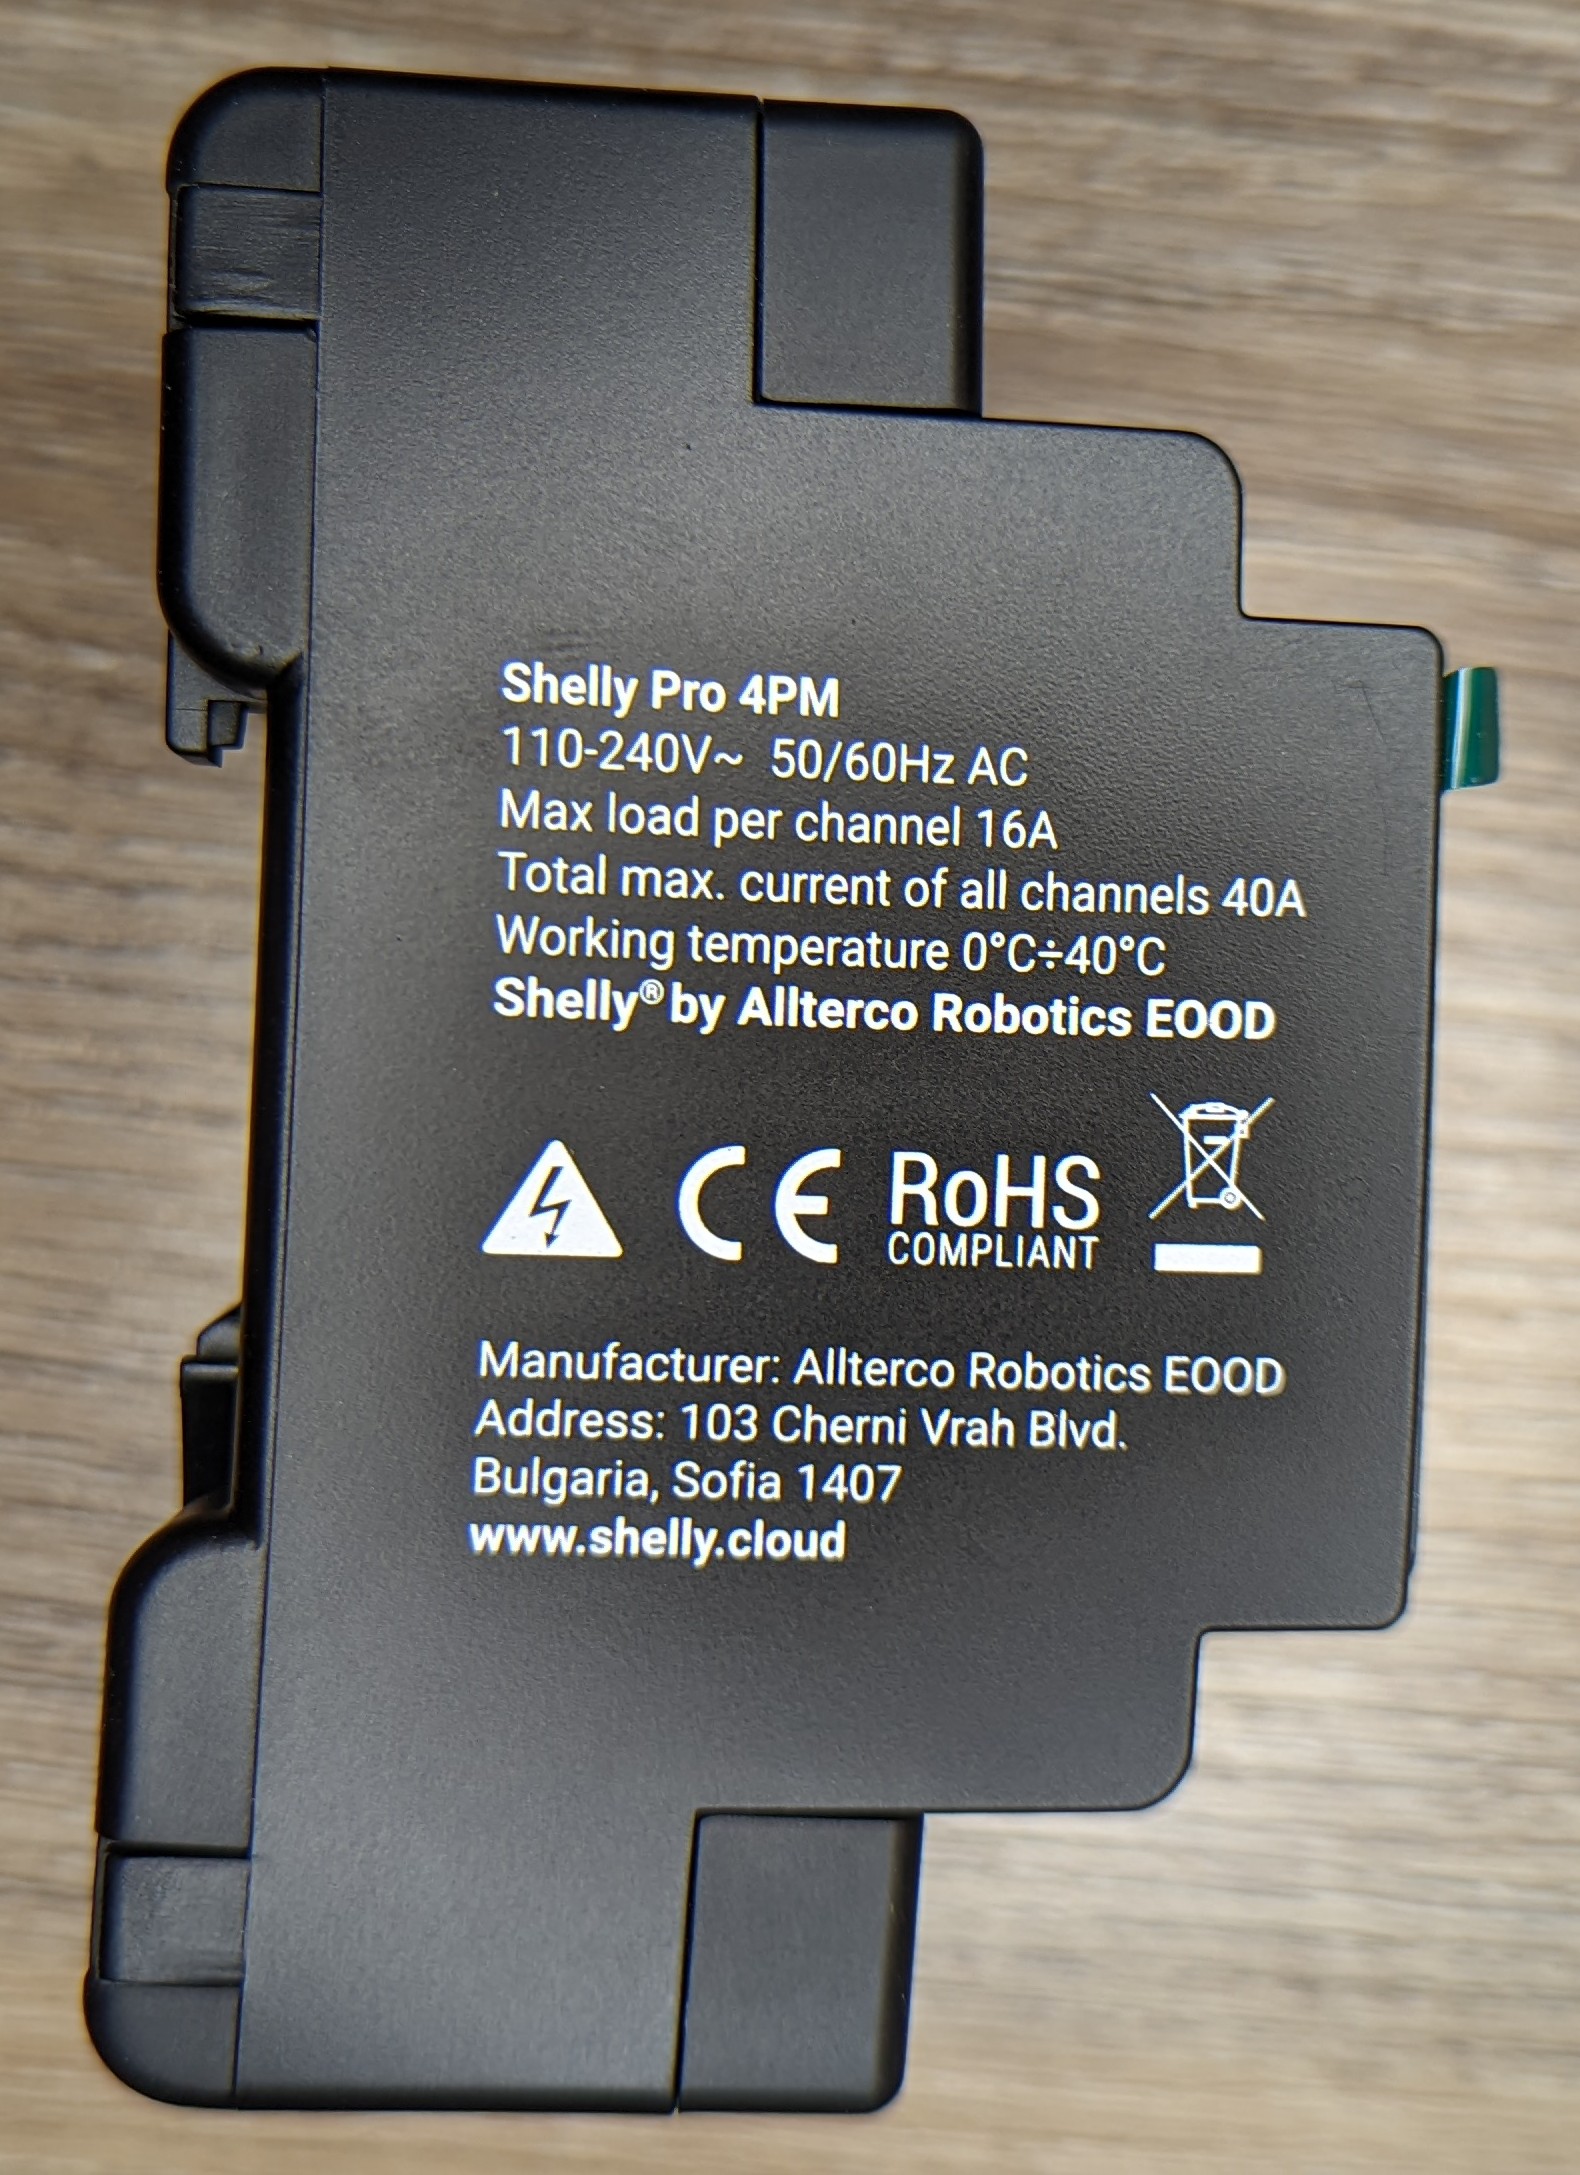 Shelly Pro 4PM
110-240V~ 50/60Hz AC
Max load per channel 16A
Total max. current of all channels 40A
Working temperature 0°C÷40°C
Shelly® by Allterco Robotics EOOD
CE RoHS
COMPLIANT
Manufacturer: Allterco Robotics EOOD
Address: 103 Cherni Vrah Blvd.
Bulgaria, Sofia 1407
www.shelly.cloud